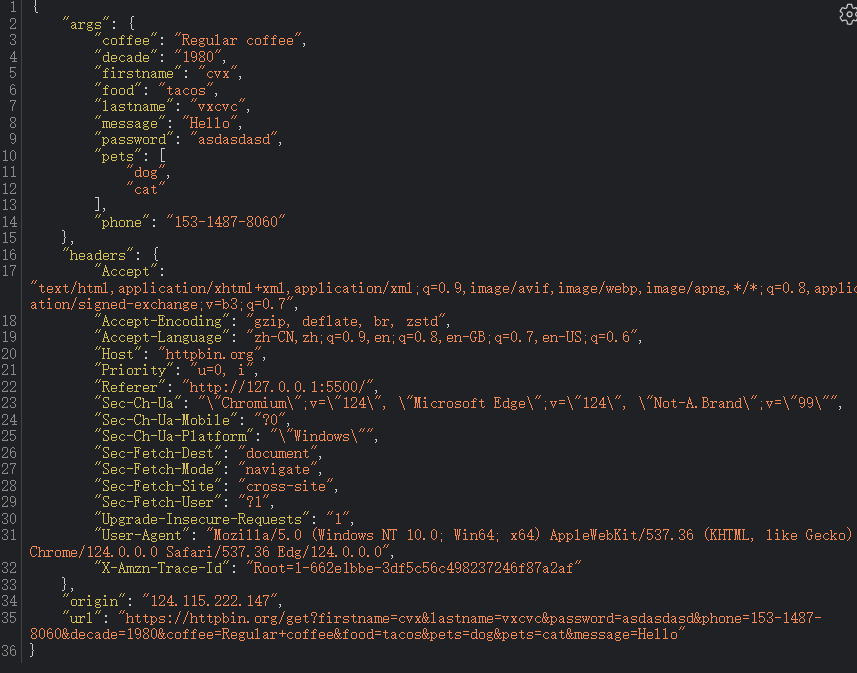 1 {
2 "args": {
3 "coffee": "Regular coffee",
4 "decade": "1980",
5 "firstname": "cvx",
6 "food": "tacos",
7 "lastname": "vxcvc",
8 "message": "Hello",
9 "password": "asdasdasd",
10 "pets": [
11 "dog",
12 "cat"
13 ],
14 "phone": "153-1487-8060"
15 },
16 "headers": {
17 "Accept":
"text/html,application/xhtml+xml,application/xml;q=0.9,image/avif,image/webp,image/apng,*/*;q=0.8,applic
ation/signed-exchange;v=b3;q=0.7",
18 "Accept-Encoding": "gzip, deflate, br, zstd",
19 "Accept-Language": "zh-CN,zh;q=0.9,en;q=0.8,en-GB;q=0.7,en-US;q=0.6",
20 "Host": "httpbin.org",
21 "Priority": "u=0, i",
22 "Referer": "http://127.0.0.1:5500/",
23 "Sec-Ch-Ua": "\"Chromium\";v=\"124\", \"Microsoft Edge\";v=\"124\", \"Not-A.Brand\";v=\"99\"",
24 "Sec-Ch-Ua-Mobile": "?0",
25 "Sec-Ch-Ua-Platform": "\"Windows\"",
26 "Sec-Fetch-Dest": "document",
27 "Sec-Fetch-Mode": "navigate",
28 "Sec-Fetch-Site": "cross-site",
29 "Sec-Fetch-User": "?1",
30 "Upgrade-Insecure-Requests": "1",
31 "User-Agent": "Mozilla/5.0 (Windows NT 10.0; Win64; x64) AppleWebKit/537.36 (KHTML, like Gecko)
Chrome/124.0.0.0 Safari/537.36 Edg/124.0.0.0",
32 "X-Amzn-Trace-Id": "Root=1-662e1bbe-3df5c56c498237246f87a2af"
33 },
34 "origin": "124.115.222.147",
35 "url": "https://httpbin.org/get?firstname=cvx&lastname=vxcvc&password=asdasdasd&phone=153-1487-
8060&decade=1980&coffee=Regular+coffee&food=tacos&pets=dog&pets=cat&message=Hello"
36 }